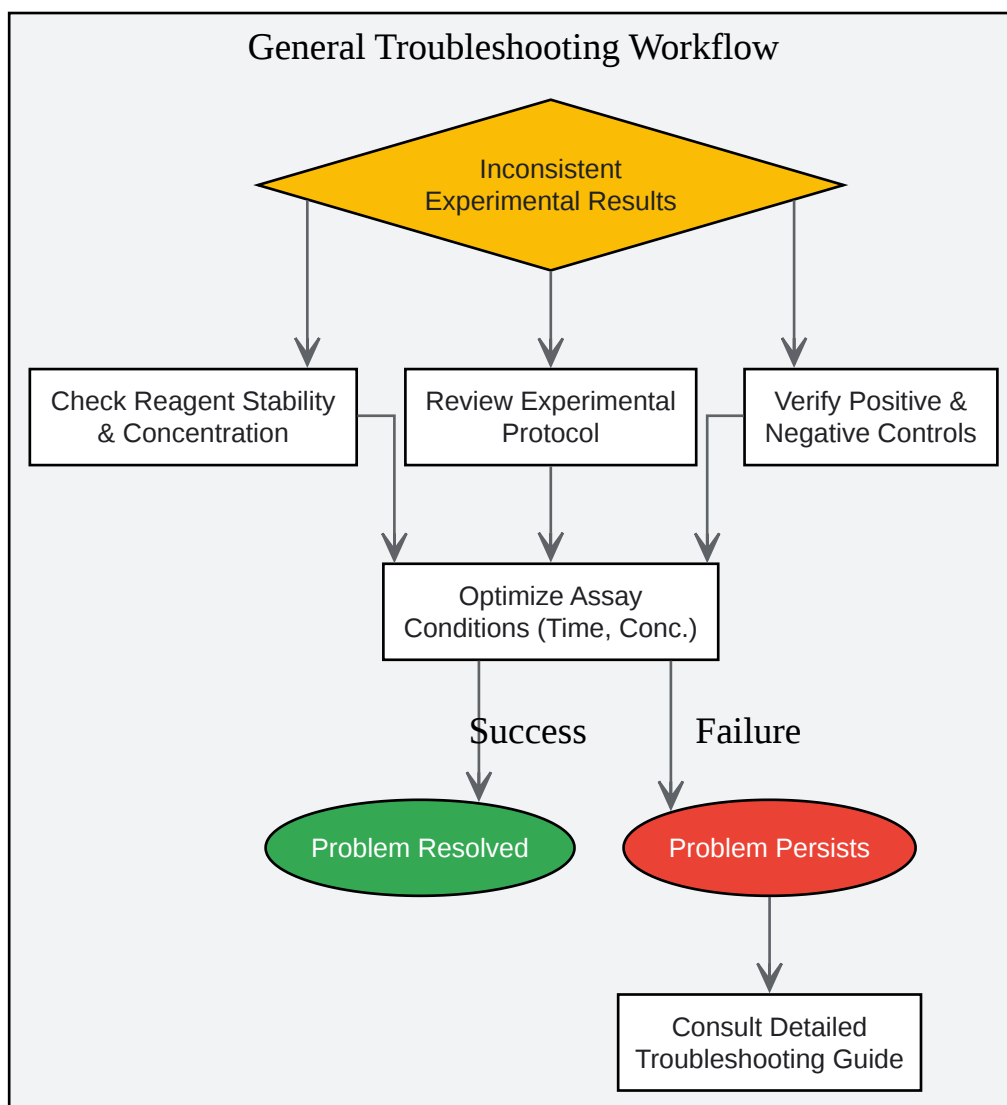 General Troubleshooting Workflow
Inconsistent
Experimental Results
Check Reagent Stability
& Concentration
Review Experimental
Protocol
Verify Positive &
Negative Controls
Optimize Assay
Conditions (Time, Conc.)
Success
Failure
Problem Resolved
Problem Persists
Consult Detailed
Troubleshooting Guide